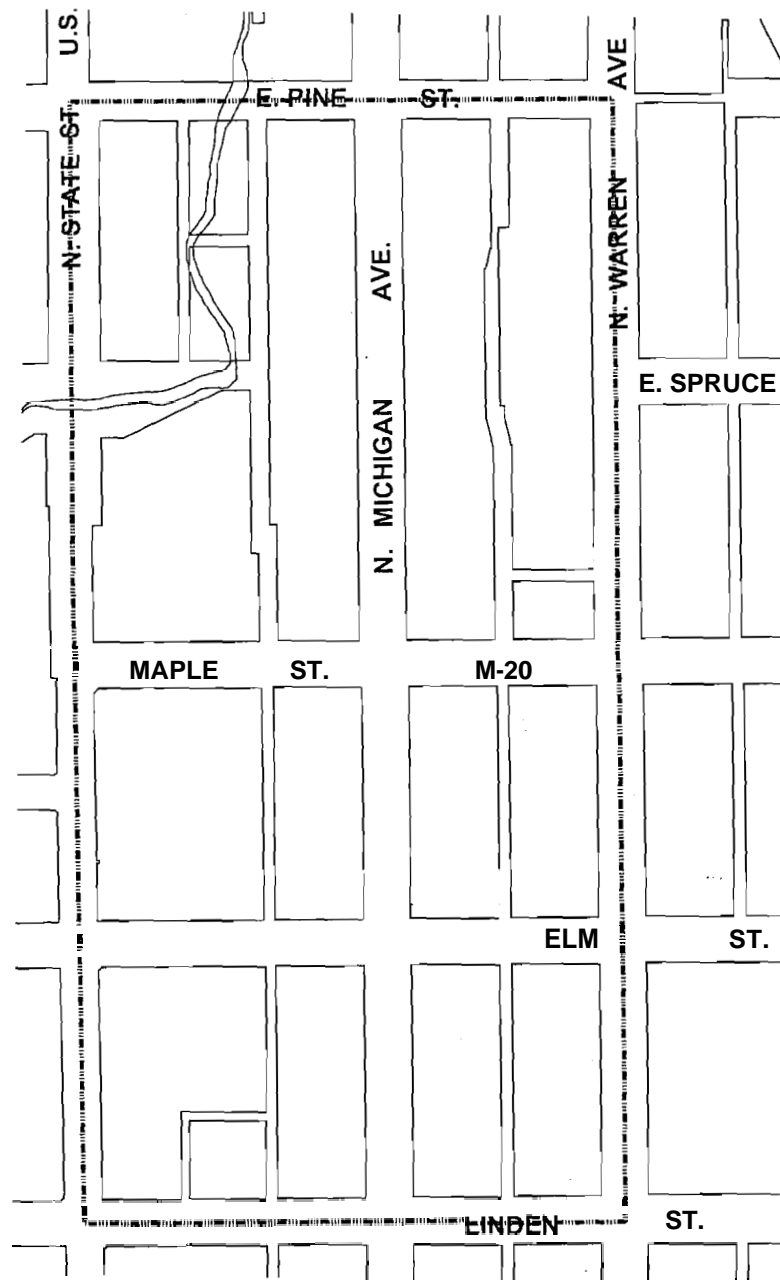 U.S.
N. STATE ST.
E. PINE ST.
N. WARREN AVE
N. MICHIGAN AVE.
E. SPRUCE
MAPLE ST. M-20
ELM ST.
LINDEN ST.